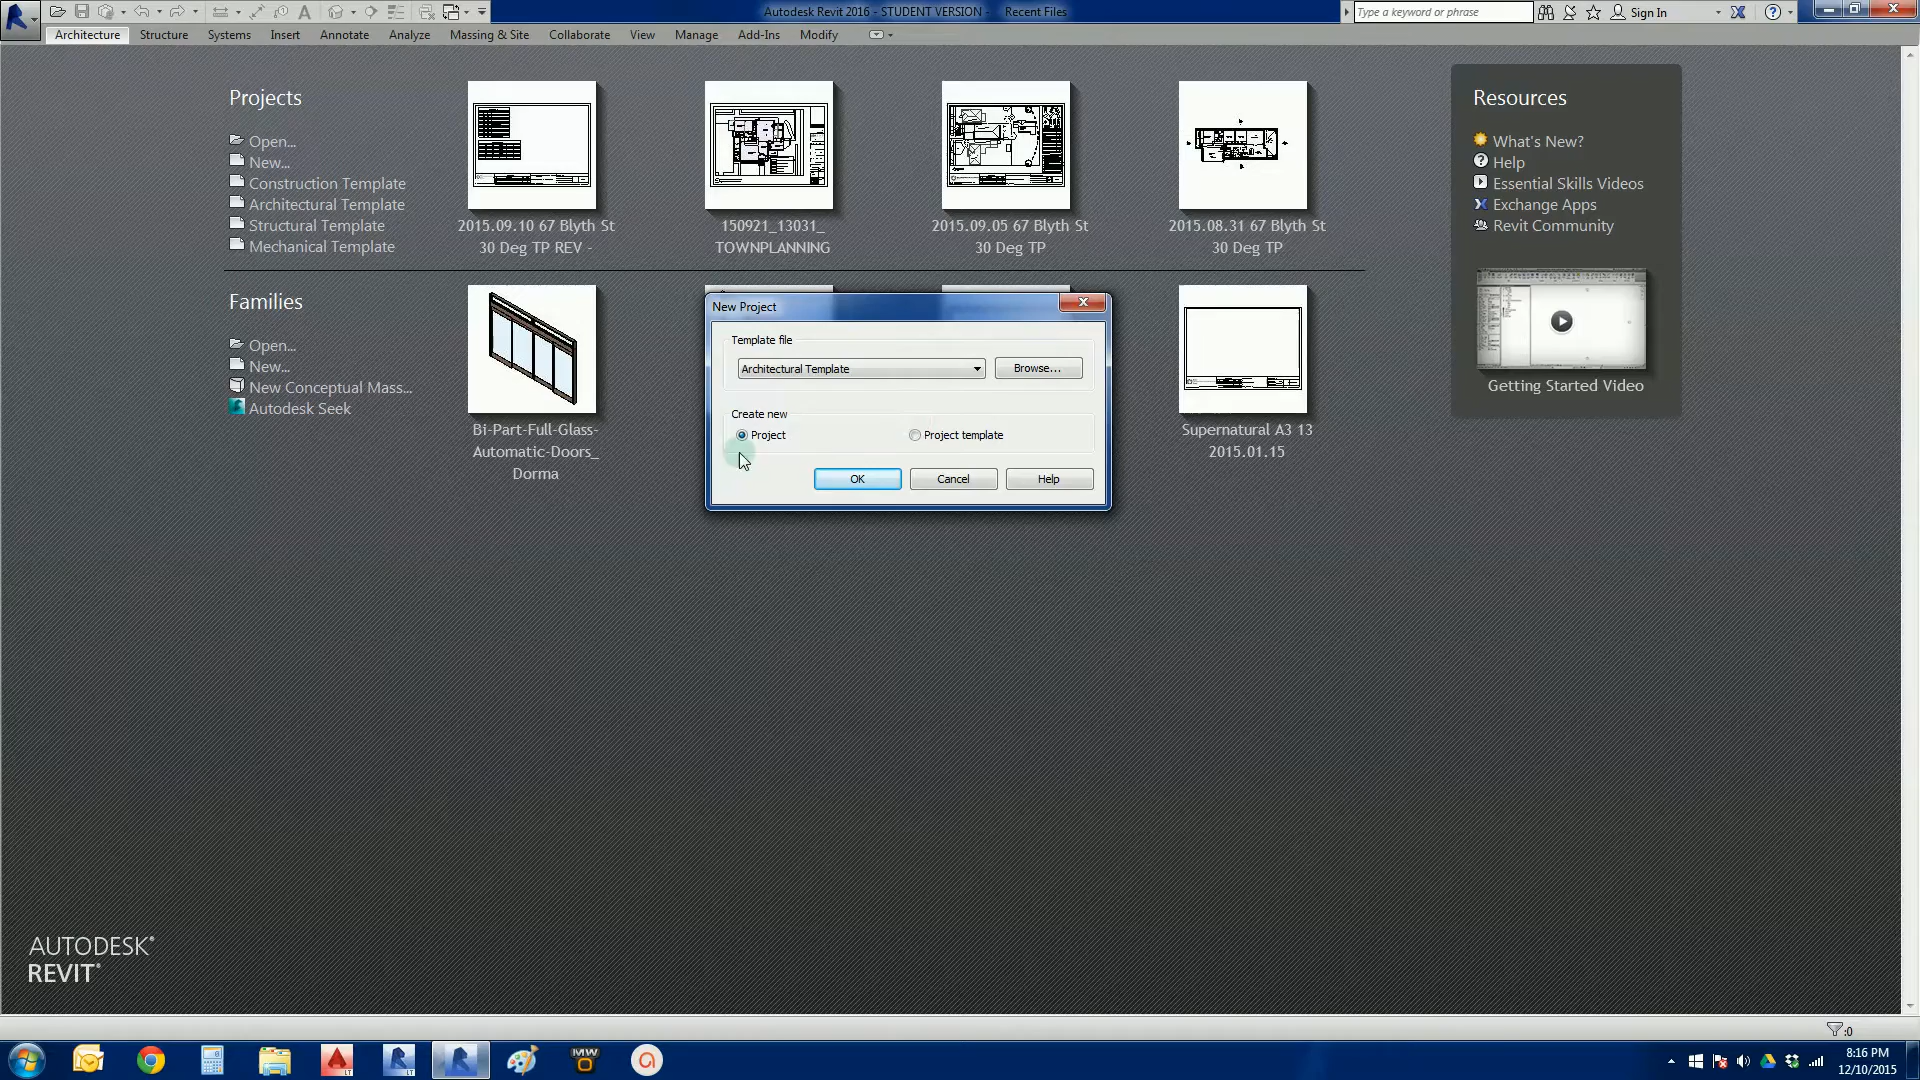 Autodesk Revit 2016 - STUDENT VERSION -    Recent Files
Type a keyword or phrase
Sign In
Architecture Structure Systems Insert Annotate Analyze Massing & Site Collaborate View Manage Add-Ins Modify
Projects
Open...
New...
Construction Template
Architectural Template
Structural Template
Mechanical Template
2015.09.10 67 Blyth St
30 Deg TP REV -
150921_13031_
TOWNPLANNING
2015.09.05 67 Blyth St
30 Deg TP
2015.08.31 67 Blyth St
30 Deg TP
Resources
What's New?
Help
Essential Skills Videos
Exchange Apps
Revit Community
Getting Started Video
Families
Open...
New...
New Conceptual Mass...
Autodesk Seek
Bi-Part-Full-Glass-
Automatic-Doors_
Dorma
Supernatural A3 13
2015.01.15
New Project
Template file
Architectural Template
Browse...
Create new
Project
Project template
OK
Cancel
Help
AUTODESK®
REVIT®
:0
LT
LT
MW
8:16 PM
12/10/2015